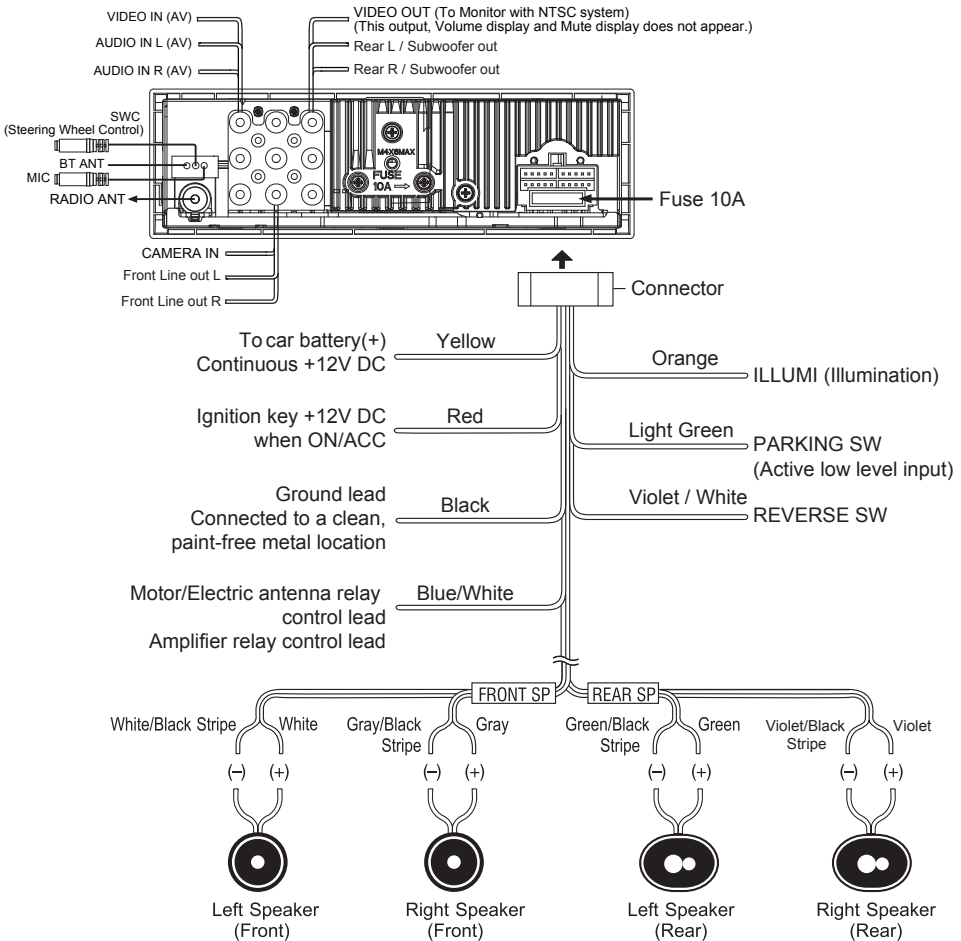 VIDEO IN (AV)
AUDIO IN L (AV)
AUDIO IN R (AV)
VIDEO OUT (To Monitor with NTSC system)
(This output, Volume display and Mute display does not appear.)
Rear L / Subwoofer out
Rear R / Subwoofer out
SWC
(Steering Wheel Control)
BT ANT
MIC
RADIO ANT
M4X6MAX
FUSE
10A
Fuse 10A
CAMERA IN
Front Line out L
Front Line out R
Connector
To car battery(+)
Continuous +12V DC
Yellow
Orange
ILLUMI (Illumination)
Ignition key +12V DC
when ON/ACC
Red
Light Green
PARKING SW
(Active low level input)
Ground lead
Connected to a clean,
paint-free metal location
Black
Violet / White
REVERSE SW
Motor/Electric antenna relay
control lead
Amplifier relay control lead
Blue/White
FRONT SP
REAR SP
White/Black Stripe
White
Gray/Black
Stripe
Gray
Green/Black
Stripe
Green
Violet/Black
Stripe
Violet
(–) (+)
(–) (+)
(–) (+)
(–) (+)
Left Speaker
(Front)
Right Speaker
(Front)
Left Speaker
(Rear)
Right Speaker
(Rear)